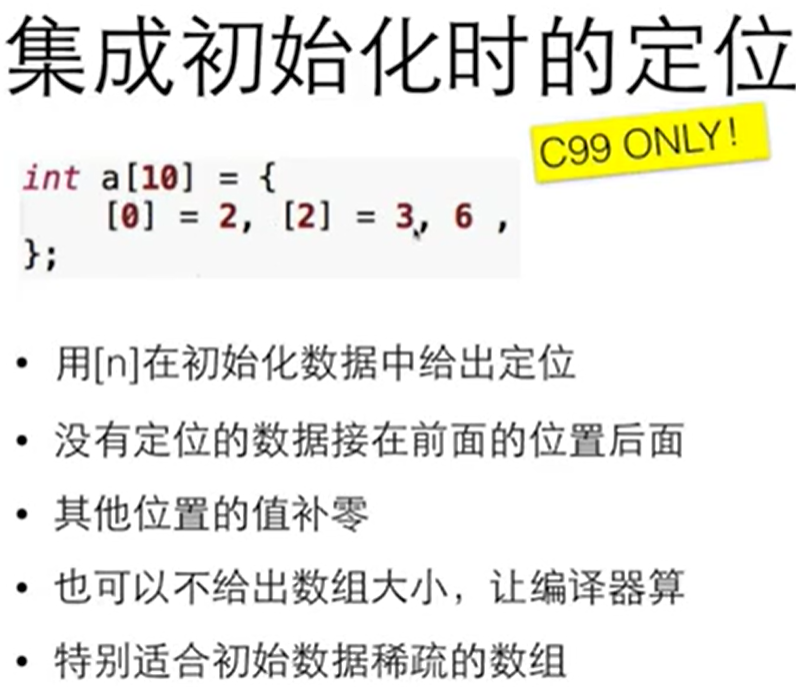 集成初始化时的定位
C99 ONLY!
int a[10] = {
[0] = 2, [2] = 3, 6 ,
};
• 用[n]在初始化数据中给出定位
• 没有定位的数据接在前面的位置后面
• 其他位置的值补零
• 也可以不给出数组大小，让编译器算
• 特别适合初始数据稀疏的数组